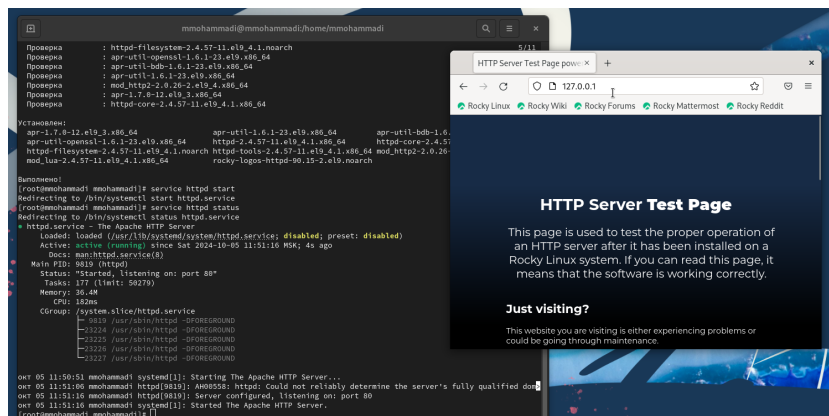 mmohammadi@mmohammadi:/home/mmohammadi
Проверка : httpd-filesystem-2.4.57-11.el9_4.1.noarch 5/11
Проверка : apr-util-openssl-1.6.1-23.el9.x86_64
Проверка : apr-util-bdb-1.6.1-23.el9.x86_64
Проверка : apr-util-1.6.1-23.el9.x86_64
Проверка : mod_http2-2.0.26-2.el9_4.x86_64
Проверка : apr-1.7.0-12.el9_3.x86_64
Проверка : httpd-core-2.4.57-11.el9_4.1.x86_64
Установлен:
apr-1.7.0-12.el9_3.x86_64 apr-util-1.6.1-23.el9.x86_64 apr-util-bdb-1.6.
apr-util-openssl-1.6.1-23.el9.x86_64 httpd-2.4.57-11.el9_4.1.x86_64 httpd-core-2.4.57
httpd-filesystem-2.4.57-11.el9_4.1.noarch httpd-tools-2.4.57-11.el9_4.1.x86_64 mod_http2-2.0.26-
mod_lua-2.4.57-11.el9_4.1.x86_64 rocky-logos-httpd-90.15-2.el9.noarch
Выполнено!
[root@mmohammadi mmohammadi]# service httpd start
Redirecting to /bin/systemctl start httpd.service
[root@mmohammadi mmohammadi]# service httpd status
Redirecting to /bin/systemctl status httpd.service
● httpd.service - The Apache HTTP Server
Loaded: loaded (/usr/lib/systemd/system/httpd.service; disabled; preset: disabled)
Active: active (running) since Sat 2024-10-05 11:51:16 MSK; 4s ago
Docs: man:httpd.service(8)
Main PID: 9819 (httpd)
Status: "Started, listening on: port 80"
Tasks: 177 (limit: 50279)
Memory: 36.4M
CPU: 182ms
CGroup: /system.slice/httpd.service
├─ 9819 /usr/sbin/httpd -DFOREGROUND
├─23224 /usr/sbin/httpd -DFOREGROUND
├─23225 /usr/sbin/httpd -DFOREGROUND
├─23226 /usr/sbin/httpd -DFOREGROUND
└─23227 /usr/sbin/httpd -DFOREGROUND
окт 05 11:50:51 mmohammadi systemd[1]: Starting The Apache HTTP Server...
окт 05 11:51:06 mmohammadi httpd[9819]: AH00558: httpd: Could not reliably determine the server's fully qualified dom>
окт 05 11:51:16 mmohammadi httpd[9819]: Server configured, listening on: port 80
окт 05 11:51:16 mmohammadi systemd[1]: Started The Apache HTTP Server.
[root@mmohammadi mmohammadi]#
HTTP Server Test Page powe
127.0.0.1
Rocky Linux Rocky Wiki Rocky Forums Rocky Mattermost Rocky Reddit
HTTP Server Test Page
This page is used to test the proper operation of
an HTTP server after it has been installed on a
Rocky Linux system. If you can read this page, it
means that the software is working correctly.
Just visiting?
This website you are visiting is either experiencing problems or
could be going through maintenance.